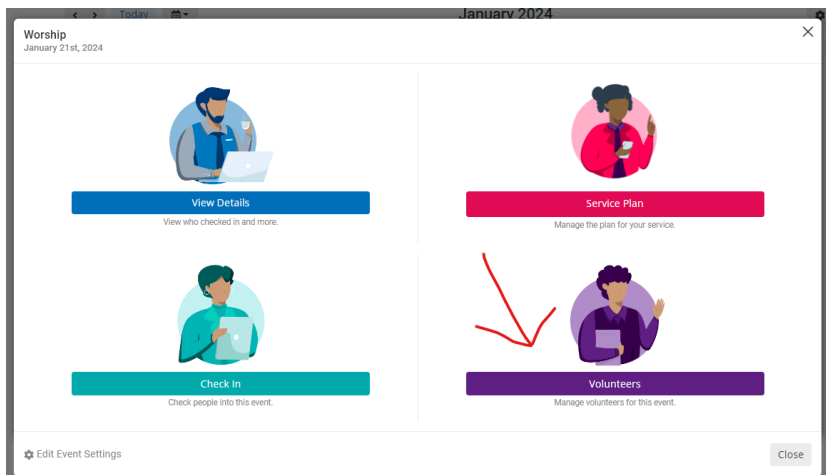 Today
January 2024
Worship
January 21st, 2024
View Details
View who checked in and more.
Service Plan
Manage the plan for your service.
Check In
Check people into this event.
Volunteers
Manage volunteers for this event.
Edit Event Settings
Close